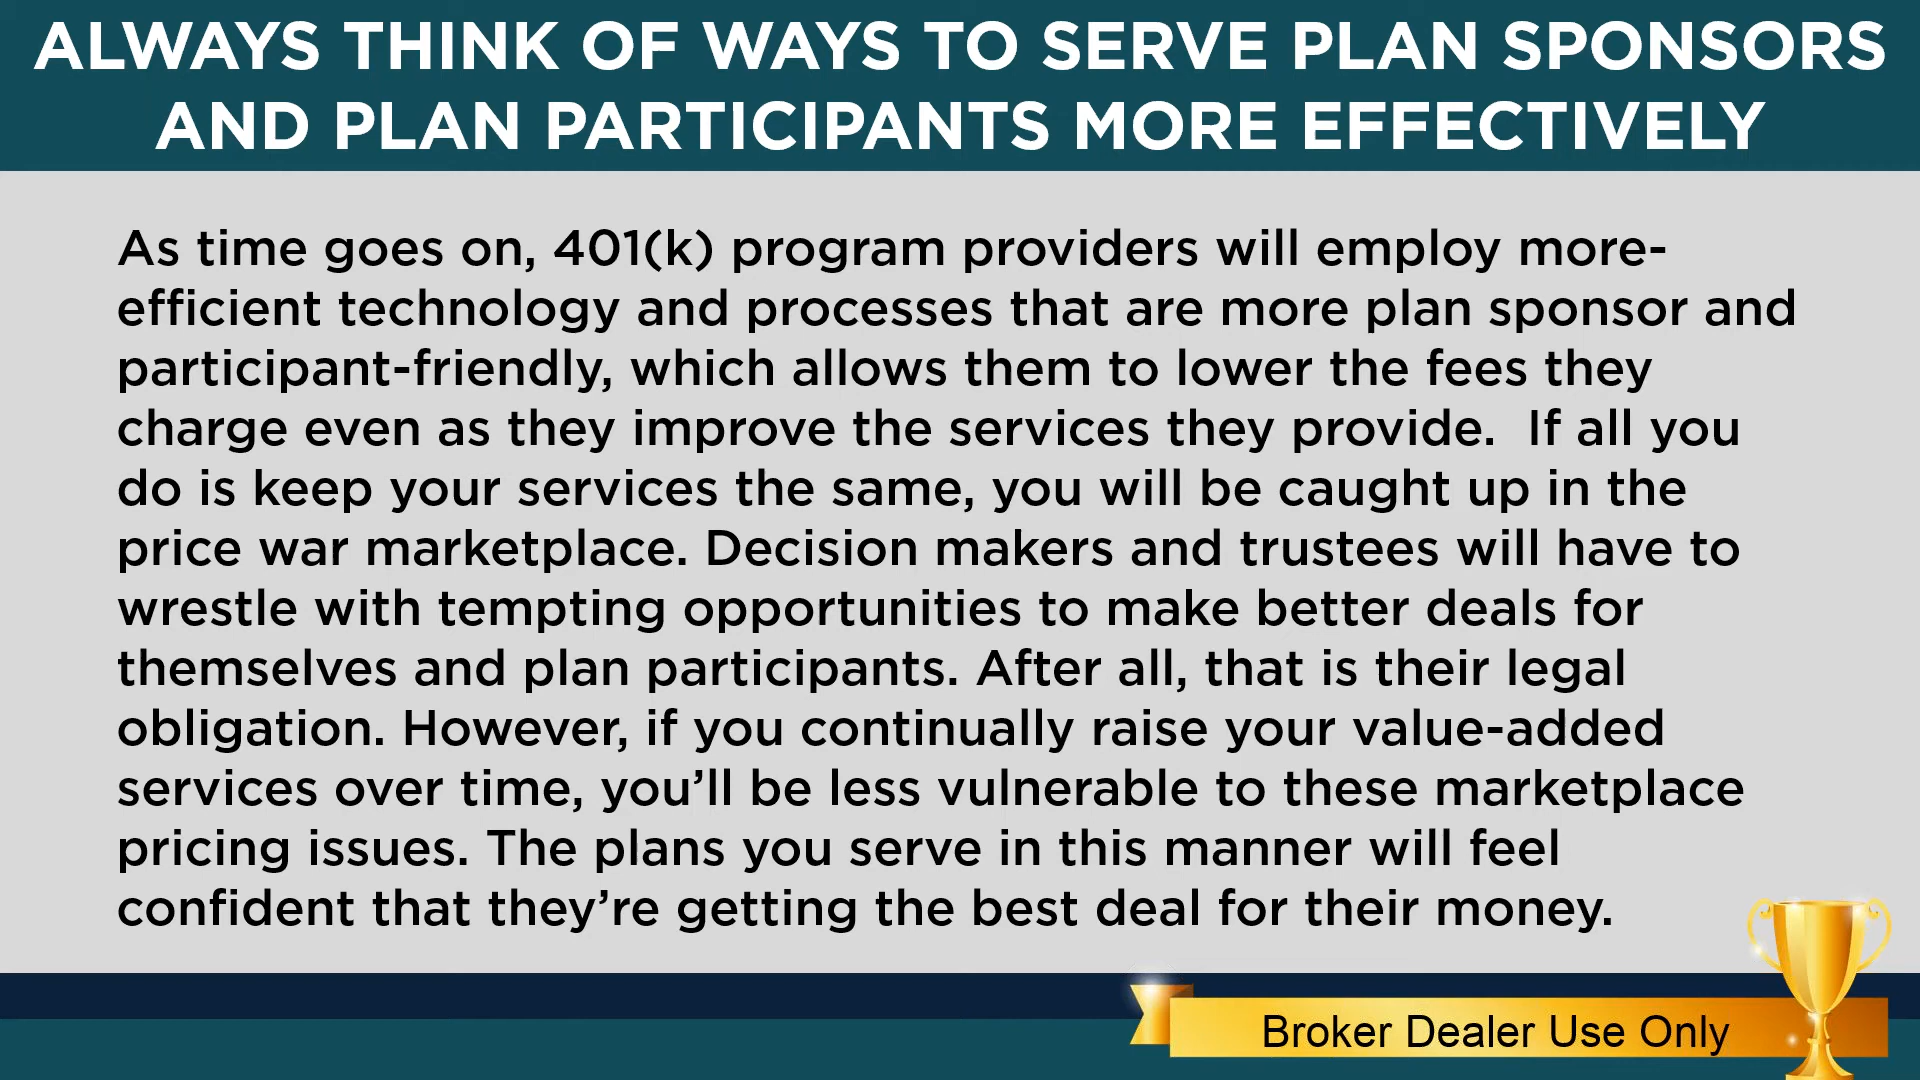 ALWAYS THINK OF WAYS TO SERVE PLAN SPONSORS
AND PLAN PARTICIPANTS MORE EFFECTIVELY
As time goes on, 401(k) program providers will employ more-
efficient technology and processes that are more plan sponsor and
participant-friendly, which allows them to lower the fees they
charge even as they improve the services they provide.  If all you
do is keep your services the same, you will be caught up in the
price war marketplace. Decision makers and trustees will have to
wrestle with tempting opportunities to make better deals for
themselves and plan participants. After all, that is their legal
obligation. However, if you continually raise your value-added
services over time, you’ll be less vulnerable to these marketplace
pricing issues. The plans you serve in this manner will feel
confident that they’re getting the best deal for their money.
Broker Dealer Use Only